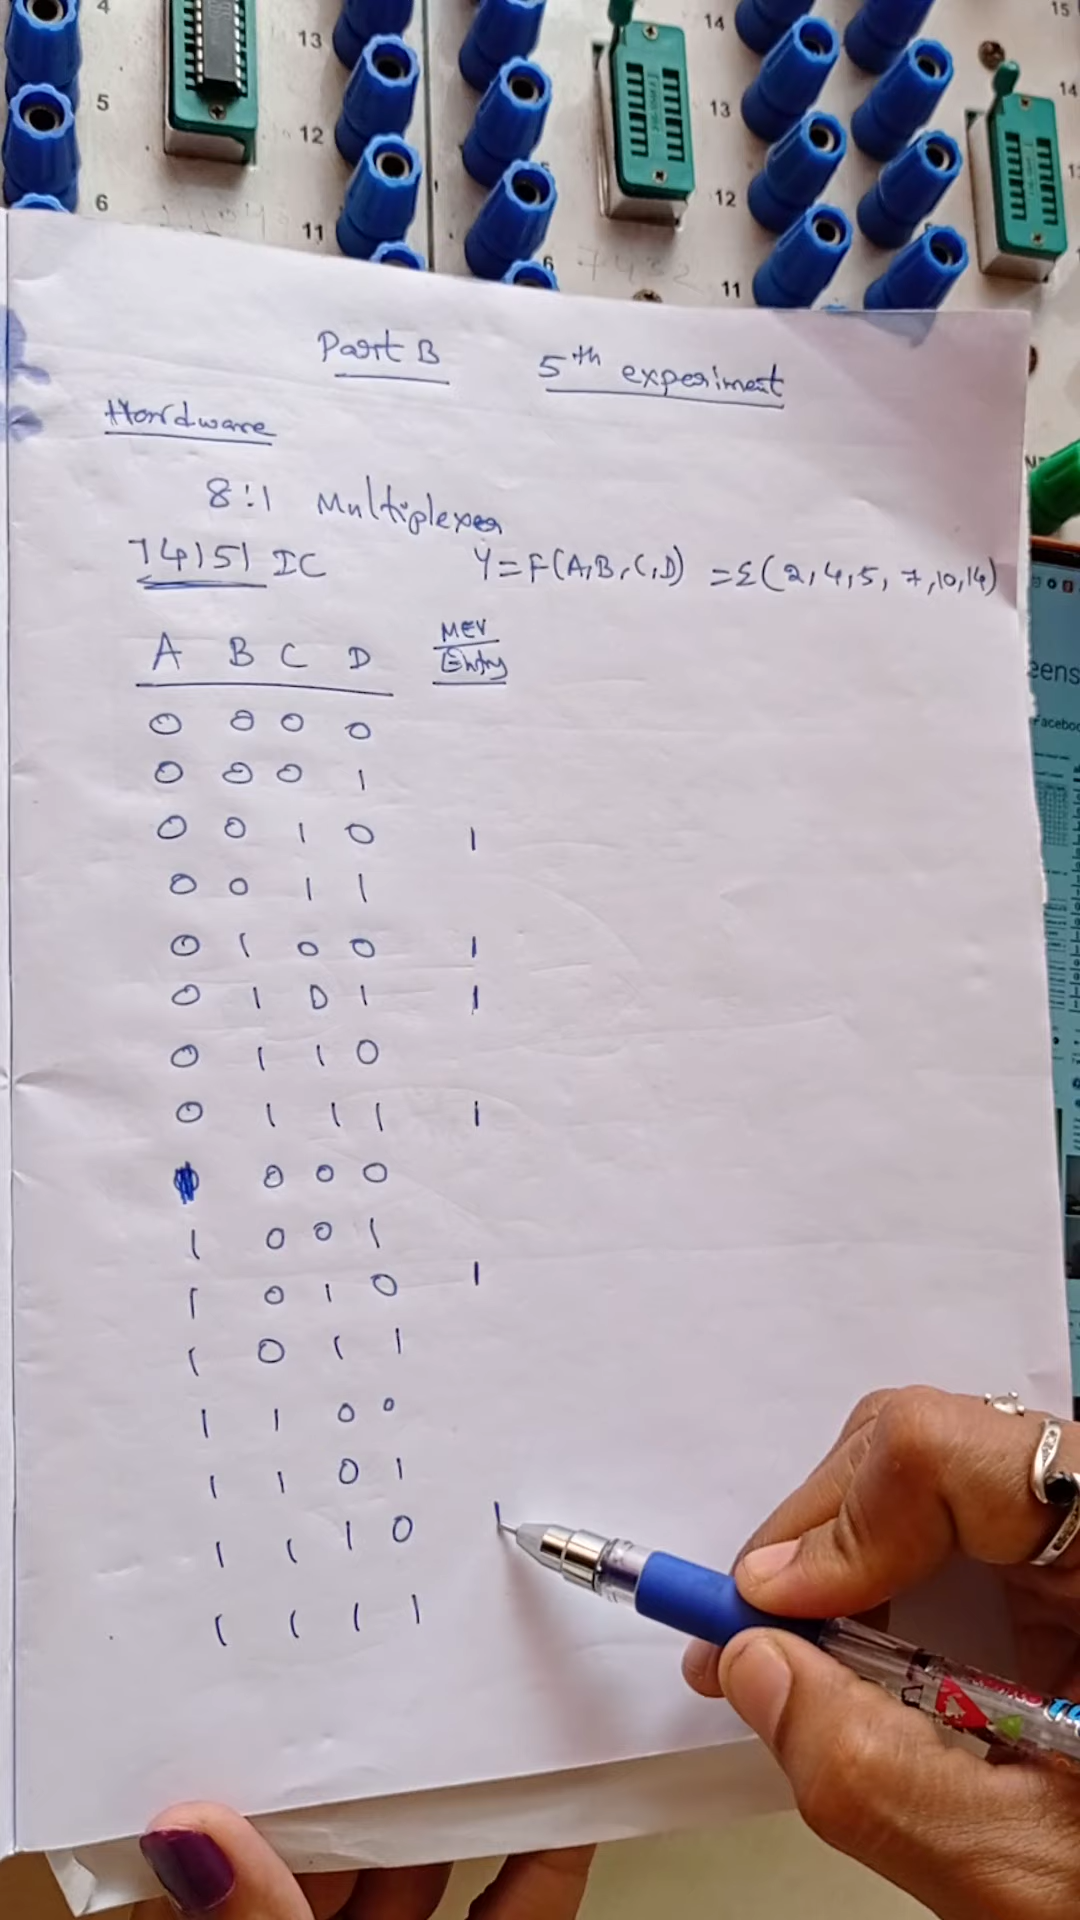 4
5
6
13
12
11
6
7432
14
13
12
11
15
14
Part B 5th experiment
Hardware
8:1 Multiplexer
74151 IC Y=F(A,B,C,D) =Σ(2,4,5,7,10,14)
A B C D MEV Entry
0 0 0 0
0 0 0 1
0 0 1 0 1
0 0 1 1
0 1 0 0 1
0 1 0 1 1
0 1 1 0
0 1 1 1 1
0 0 0
1 0 0 1
1 0 1 0 1
1 0 1 1
1 1 0 0
1 1 0 1
1 1 1 0 1
1 1 1 1